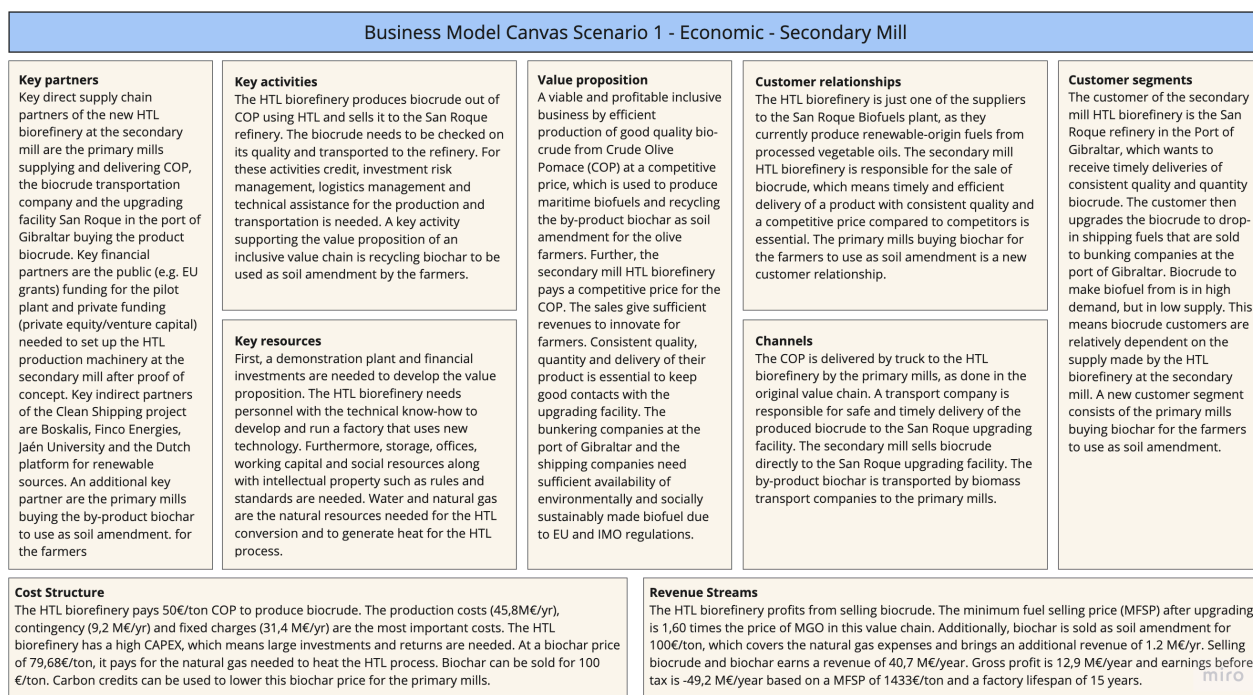 Business Model Canvas Scenario 1 - Economic - Secondary Mill
Key partners
Key direct supply chain
partners of the new HTL
biorefinery at the secondary
mill are the primary mills
supplying and delivering COP,
the biocrude transportation
company and the upgrading
facility San Roque in the port of
Gibraltar buying the product
biocrude. Key financial
partners are the public (e.g. EU
grants) funding for the pilot
plant and private funding
(private equity/venture capital)
needed to set up the HTL
production machinery at the
secondary mill after proof of
concept. Key indirect partners
of the Clean Shipping project
are Boskalis, Finco Energies,
Jaén University and the Dutch
platform for renewable
sources. An additional key
partner are the primary mills
buying the by-product biochar
to use as soil amendment. for
the farmers
Key activities
The HTL biorefinery produces biocrude out of
COP using HTL and sells it to the San Roque
refinery. The biocrude needs to be checked on
its quality and transported to the refinery. For
these activities credit, investment risk
management, logistics management and
technical assistance for the production and
transportation is needed. A key activity
supporting the value proposition of an
inclusive value chain is recycling biochar to be
used as soil amendment by the farmers.
Key resources
First, a demonstration plant and financial
investments are needed to develop the value
proposition. The HTL biorefinery needs
personnel with the technical know-how to
develop and run a factory that uses new
technology. Furthermore, storage, offices,
working capital and social resources along
with intellectual property such as rules and
standards are needed. Water and natural gas
are the natural resources needed for the HTL
conversion and to generate heat for the HTL
process.
Value proposition
A viable and profitable inclusive
business by efficient
production of good quality bio-
crude from Crude Olive
Pomace (COP) at a competitive
price, which is used to produce
maritime biofuels and recycling
the by-product biochar as soil
amendment for the olive
farmers. Further, the
secondary mill HTL biorefinery
pays a competitive price for the
COP. The sales give sufficient
revenues to innovate for
farmers. Consistent quality,
quantity and delivery of their
product is essential to keep
good contacts with the
upgrading facility. The
bunkering companies at the
port of Gibraltar and the
shipping companies need
sufficient availability of
environmentally and socially
sustainably made biofuel due
to EU and IMO regulations.
Customer relationships
The HTL biorefinery is just one of the suppliers
to the San Roque Biofuels plant, as they
currently produce renewable-origin fuels from
processed vegetable oils. The secondary mill
HTL biorefinery is responsible for the sale of
biocrude, which means timely and efficient
delivery of a product with consistent quality and
a competitive price compared to competitors is
essential. The primary mills buying biochar for
the farmers to use as soil amendment is a new
customer relationship.
Channels
The COP is delivered by truck to the HTL
biorefinery by the primary mills, as done in the
original value chain. A transport company is
responsible for safe and timely delivery of the
produced biocrude to the San Roque upgrading
facility. The secondary mill sells biocrude
directly to the San Roque upgrading facility. The
by-product biochar is transported by biomass
transport companies to the primary mills.
Customer segments
The customer of the secondary
mill HTL biorefinery is the San
Roque refinery in the Port of
Gibraltar, which wants to
receive timely deliveries of
consistent quality and quantity
biocrude. The customer then
upgrades the biocrude to drop-
in shipping fuels that are sold
to bunking companies at the
port of Gibraltar. Biocrude to
make biofuel from is in high
demand, but in low supply. This
means biocrude customers are
relatively dependent on the
supply made by the HTL
biorefinery at the secondary
mill. A new customer segment
consists of the primary mills
buying biochar for the farmers
to use as soil amendment.
Cost Structure
The HTL biorefinery pays 50€/ton COP to produce biocrude. The production costs (45,8M€/yr),
contingency (9,2 M€/yr) and fixed charges (31,4 M€/yr) are the most important costs. The HTL
biorefinery has a high CAPEX, which means large investments and returns are needed. At a biochar price
of 79,68€/ton, it pays for the natural gas needed to heat the HTL process. Biochar can be sold for 100
€/ton. Carbon credits can be used to lower this biochar price for the primary mills.
Revenue Streams
The HTL biorefinery profits from selling biocrude. The minimum fuel selling price (MFSP) after upgrading
is 1,60 times the price of MGO in this value chain. Additionally, biochar is sold as soil amendment for
100€/ton, which covers the natural gas expenses and brings an additional revenue of 1.2 M€/yr. Selling
biocrude and biochar earns a revenue of 40,7 M€/year. Gross profit is 12,9 M€/year and earnings before
tax is -49,2 M€/year based on a MFSP of 1433€/ton and a factory lifespan of 15 years.
miro